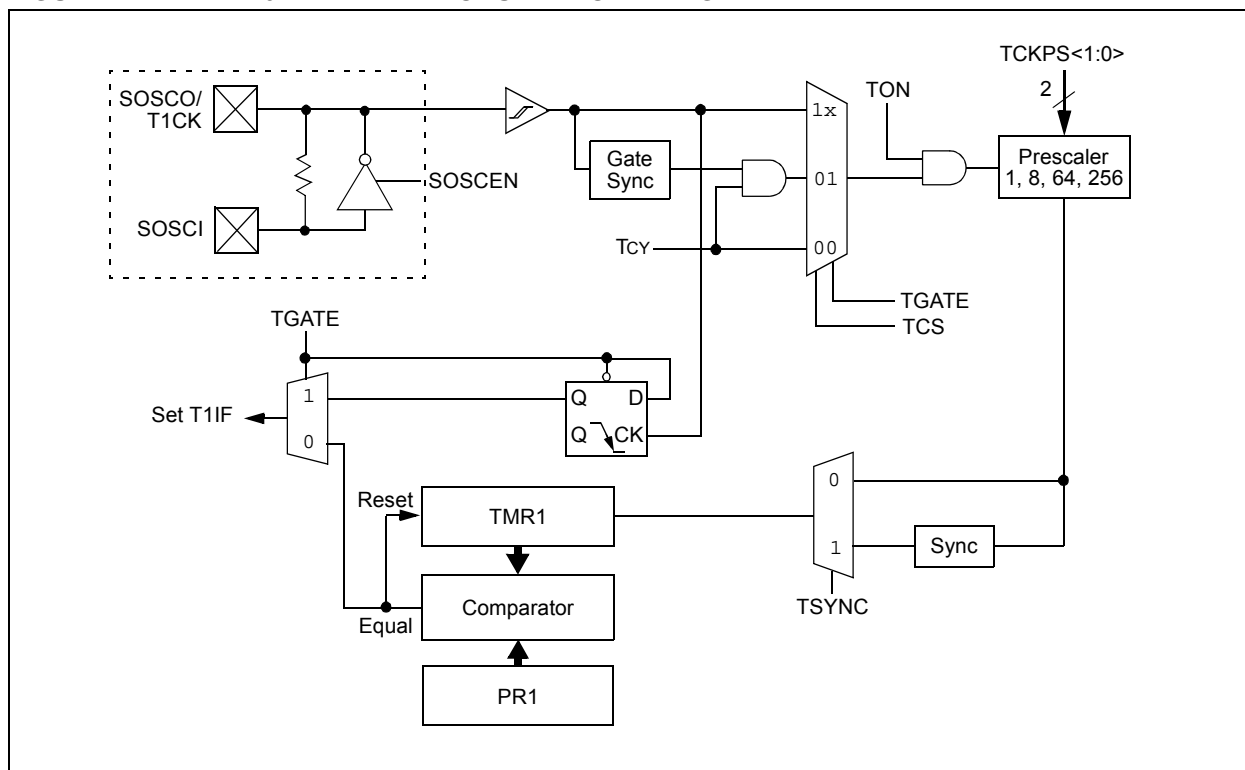 TCKPS<1:0>
2
SOSCO/
T1CK
TON
1x
Gate
Sync
Prescaler
1, 8, 64, 256
SOSCEN
01
SOSCI
TCY
00
TGATE
TCS
TGATE
1
Q
D
Set T1IF
0
Q
CK
Reset
TMR1
0
1
Sync
Comparator
TSYNC
Equal
PR1